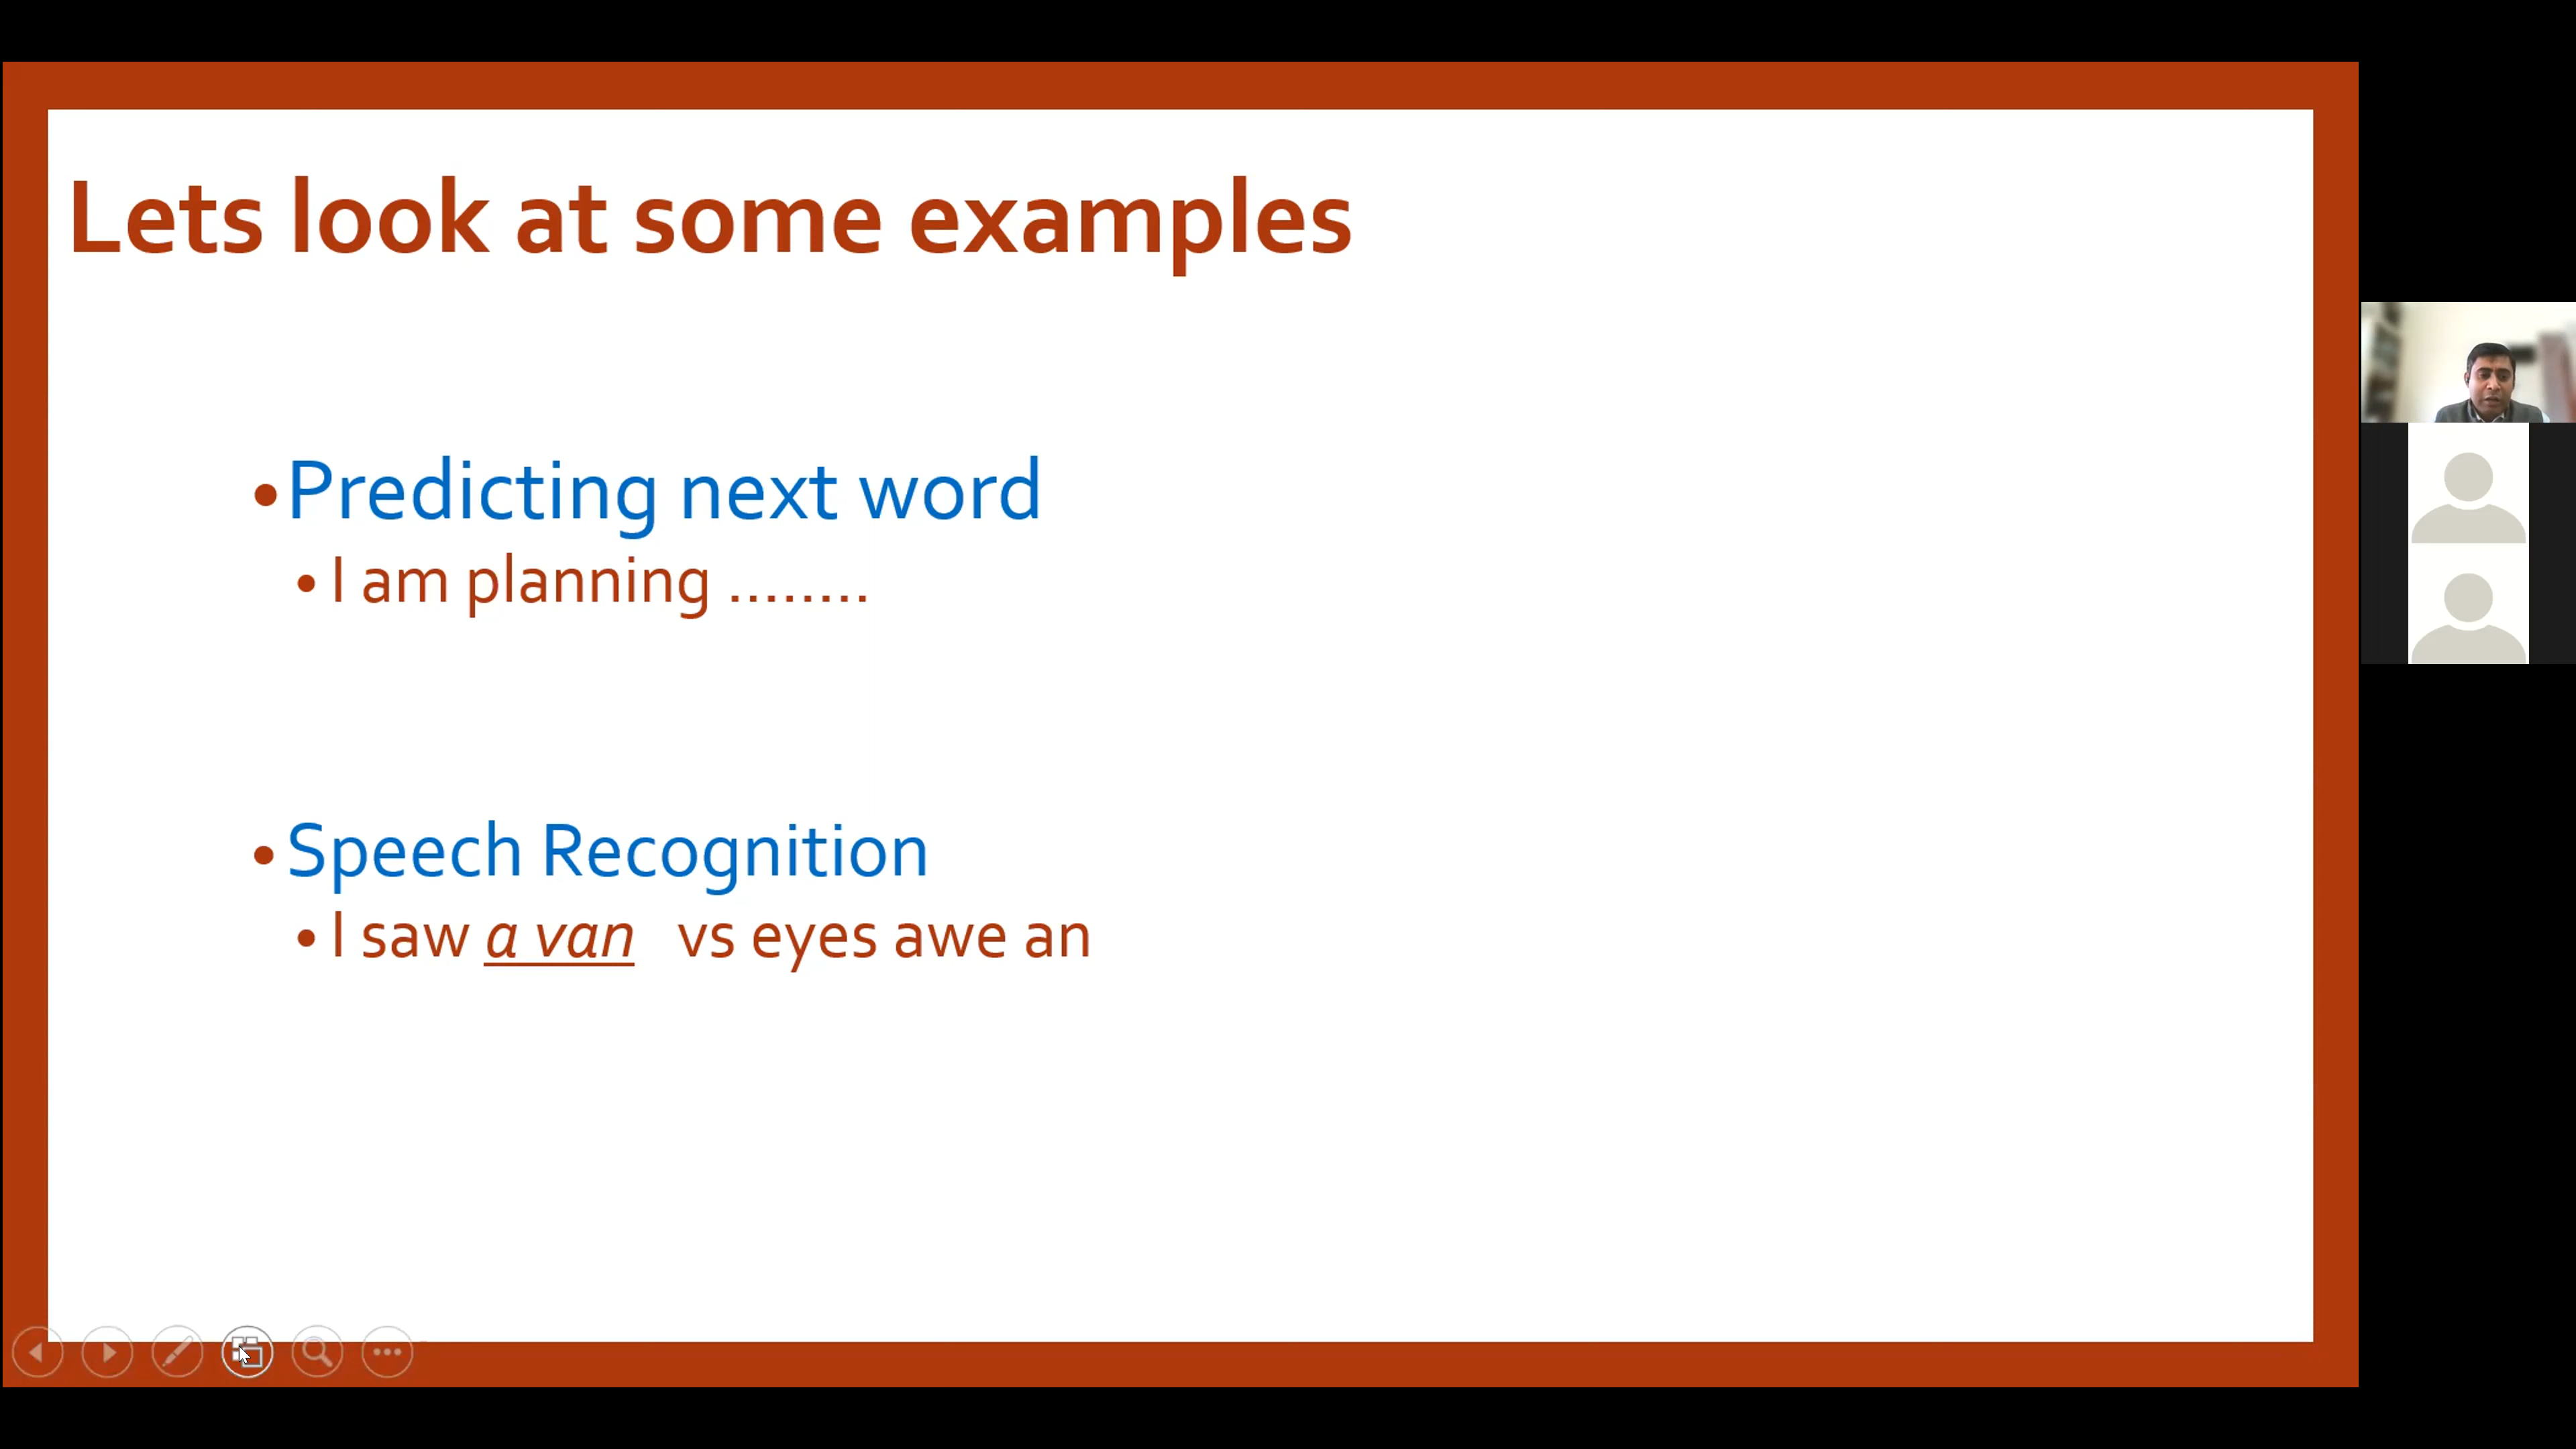 Lets look at some examples
•Predicting next word
• I am planning ........
• Speech Recognition
• I saw a van vs eyes awe an